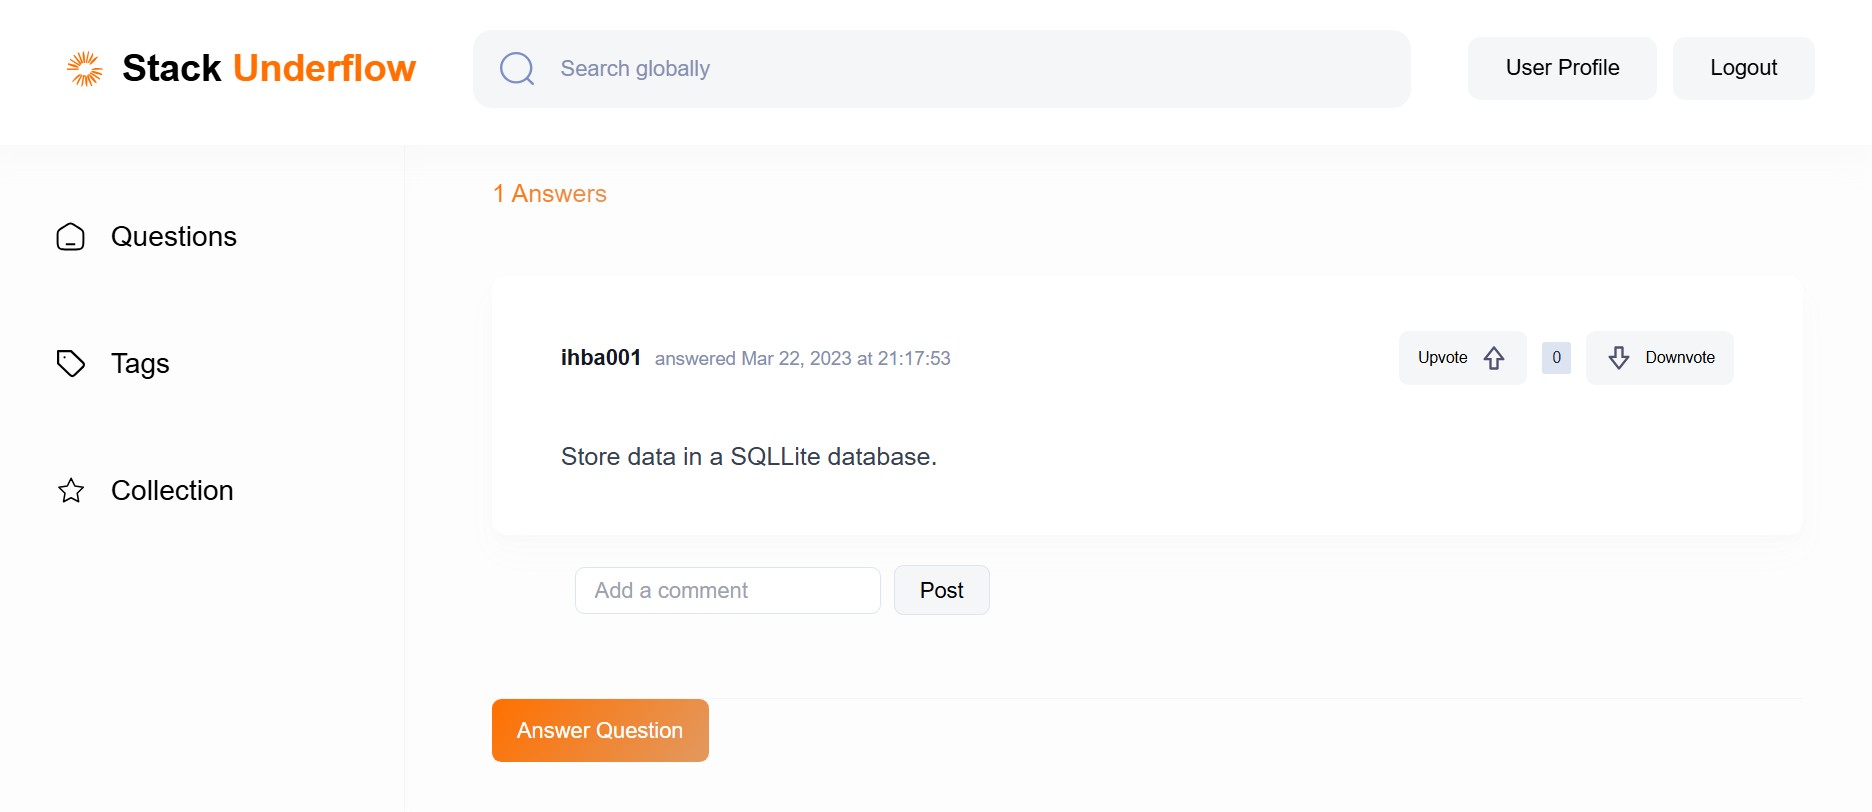 Stack Underflow
Search globally
User Profile
Logout
Questions
Tags
Collection
1 Answers
ihba001 answered Mar 22, 2023 at 21:17:53
Upvote 0 Downvote
Store data in a SQLLite database.
Add a comment
Post
Answer Question